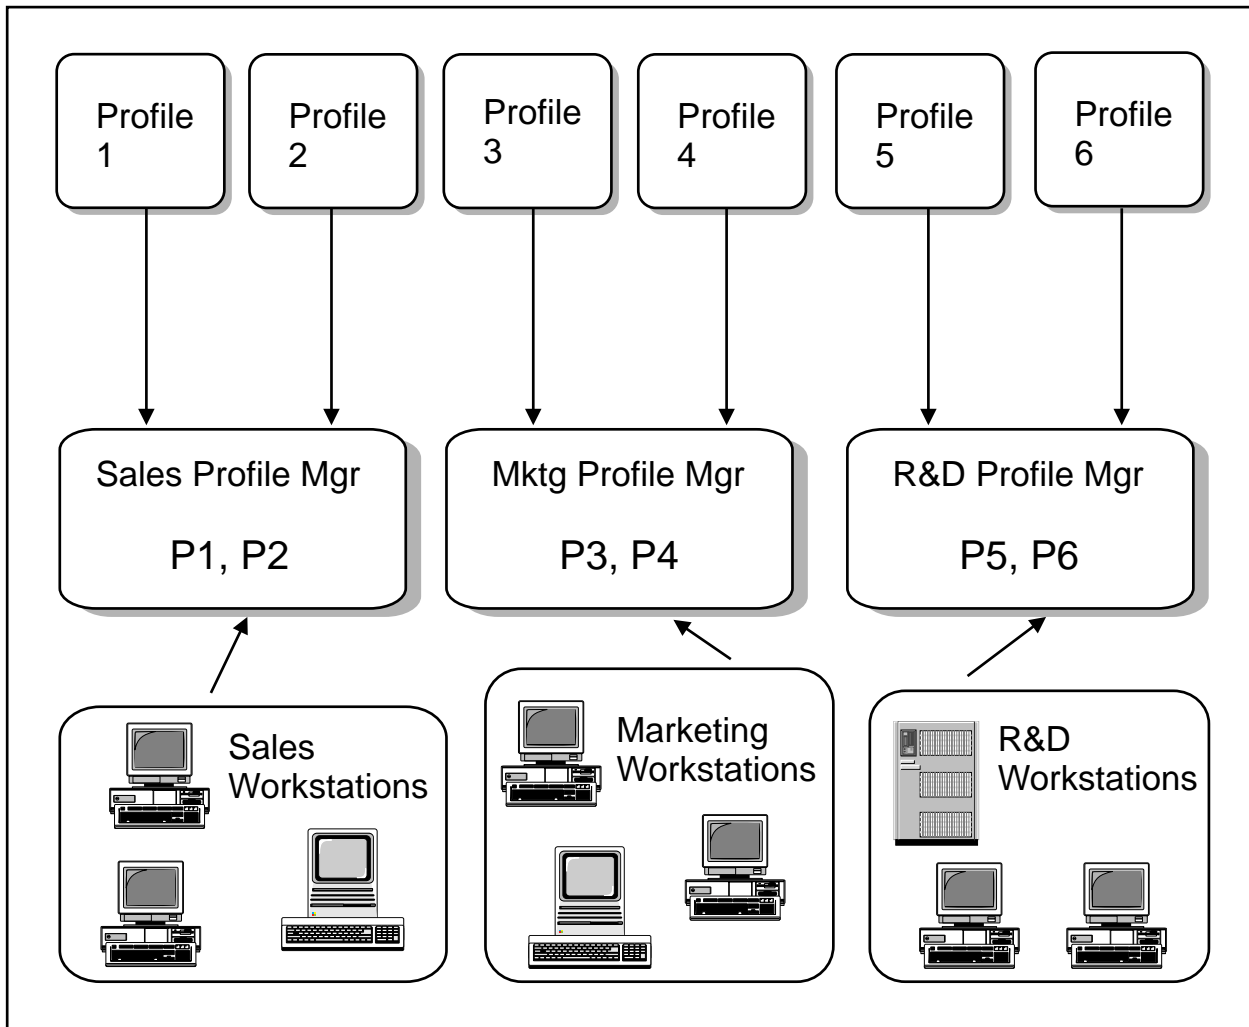 Profile
1
Profile
2
Profile
3
Profile
4
Profile
5
Profile
6
Sales Profile Mgr
P1, P2
Mktg Profile Mgr
P3, P4
R&D Profile Mgr
P5, P6
Sales
Workstations
Marketing
Workstations
R&D
Workstations